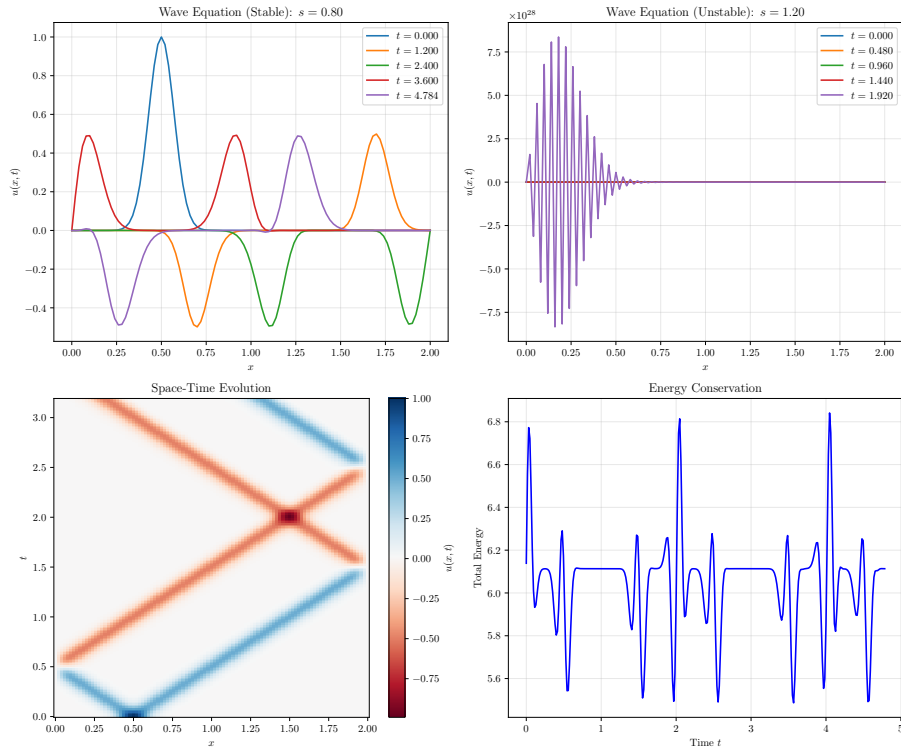 Wave Equation (Stable): s = 0.80
u(x, t)
1.0
0.8
0.6
0.4
0.2
0.0
−0.2
−0.4
t = 0.000
t = 1.200
t = 2.400
t = 3.600
t = 4.784
0.00 0.25 0.50 0.75 1.00 1.25 1.50 1.75 2.00
x
Wave Equation (Unstable): s = 1.20
×10²⁸
u(x, t)
7.5
5.0
2.5
0.0
−2.5
−5.0
−7.5
t = 0.000
t = 0.480
t = 0.960
t = 1.440
t = 1.920
0.00 0.25 0.50 0.75 1.00 1.25 1.50 1.75 2.00
x
Space-Time Evolution
t
3.0
2.5
2.0
1.5
1.0
0.5
0.0
0.00 0.25 0.50 0.75 1.00 1.25 1.50 1.75 2.00
x
1.00
0.75
0.50
0.25
0.00
−0.25
−0.50
−0.75
u(x, t)
Energy Conservation
Total Energy
6.8
6.6
6.4
6.2
6.0
5.8
5.6
0 1 2 3 4 5
Time t